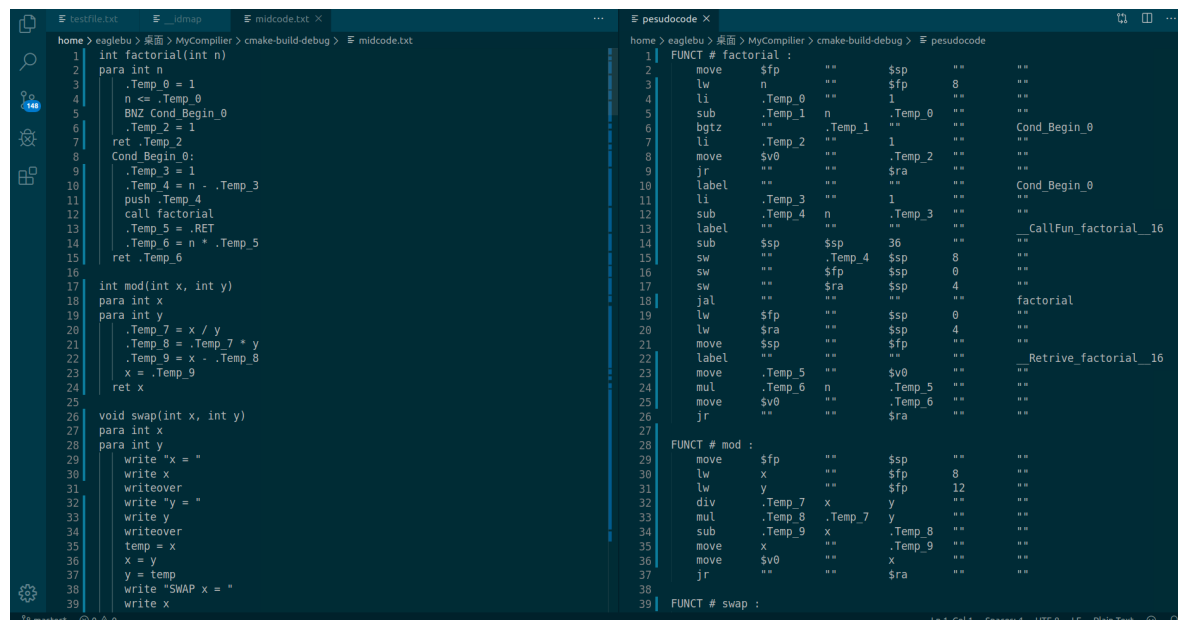 testfile.txt __idmap midcode.txt × ···
home > eaglebu > 桌面 > MyCompilier > cmake-build-debug > midcode.txt
148
1 int factorial(int n)
2 para int n
3 .Temp_0 = 1
4 n <= .Temp_0
5 BNZ Cond_Begin_0
6 .Temp_2 = 1
7 ret .Temp_2
8 Cond_Begin_0:
9 .Temp_3 = 1
10 .Temp_4 = n - .Temp_3
11 push .Temp_4
12 call factorial
13 .Temp_5 = .RET
14 .Temp_6 = n * .Temp_5
15 ret .Temp_6
16
17 int mod(int x, int y)
18 para int x
19 para int y
20 .Temp_7 = x / y
21 .Temp_8 = .Temp_7 * y
22 .Temp_9 = x - .Temp_8
23 x = .Temp_9
24 ret x
25
26 void swap(int x, int y)
27 para int x
28 para int y
29 write "x = "
30 write x
31 writeover
32 write "y = "
33 write y
34 writeover
35 temp = x
36 x = y
37 y = temp
38 write "SWAP x = "
39 write x
pesudocode × ···
home > eaglebu > 桌面 > MyCompilier > cmake-build-debug > pesudocode
1 FUNCT # factorial :
2 move $fp "" $sp "" ""
3 lw n "" $fp 8 ""
4 li .Temp_0 "" 1 "" ""
5 sub .Temp_1 n .Temp_0 "" ""
6 bgtz "" .Temp_1 "" "" Cond_Begin_0
7 li .Temp_2 "" 1 "" ""
8 move $v0 "" .Temp_2 "" ""
9 jr "" "" $ra "" ""
10 label "" "" "" "" Cond_Begin_0
11 li .Temp_3 "" 1 "" ""
12 sub .Temp_4 n .Temp_3 "" ""
13 label "" "" "" "" __CallFun_factorial__16
14 sub $sp $sp 36 "" ""
15 sw "" .Temp_4 $sp 8 ""
16 sw "" $fp $sp 0 ""
17 sw "" $ra $sp 4 ""
18 jal "" "" "" "" factorial
19 lw $fp "" $sp 0 ""
20 lw $ra "" $sp 4 ""
21 move $sp "" $fp "" ""
22 label "" "" "" "" __Retrive_factorial__16
23 move .Temp_5 "" $v0 "" ""
24 mul .Temp_6 n .Temp_5 "" ""
25 move $v0 "" .Temp_6 "" ""
26 jr "" "" $ra "" ""
27
28 FUNCT # mod :
29 move $fp "" $sp "" ""
30 lw x "" $fp 8 ""
31 lw y "" $fp 12 ""
32 div .Temp_7 x y "" ""
33 mul .Temp_8 .Temp_7 y "" ""
34 sub .Temp_9 x .Temp_8 "" ""
35 move x "" .Temp_9 "" ""
36 move $v0 "" x "" ""
37 jr "" "" $ra "" ""
38
39 FUNCT # swap :